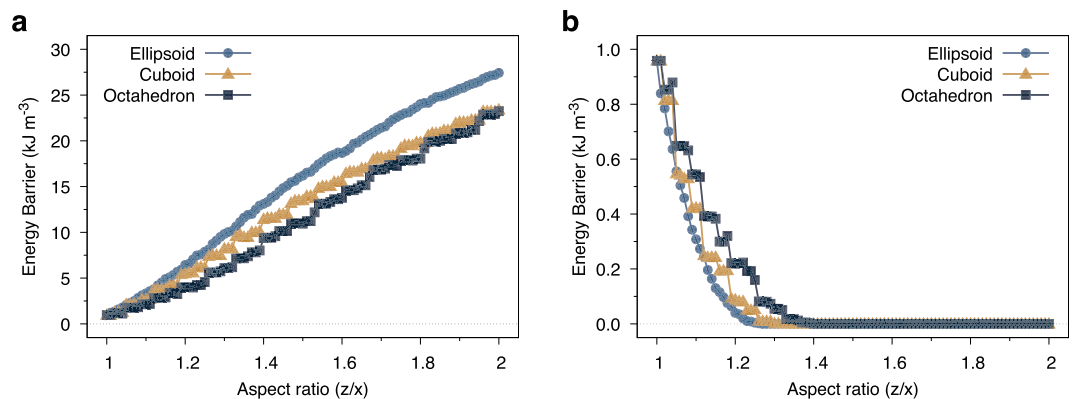 a
Energy Barrier (kJ m-3)
30
25
20
15
10
5
0
Ellipsoid
Cuboid
Octahedron
1
1.2
1.4
1.6
1.8
2
Aspect ratio (z/x)
b
Energy Barrier (kJ m-3)
1.0
0.8
0.6
0.4
0.2
0.0
Ellipsoid
Cuboid
Octahedron
1
1.2
1.4
1.6
1.8
2
Aspect ratio (z/x)